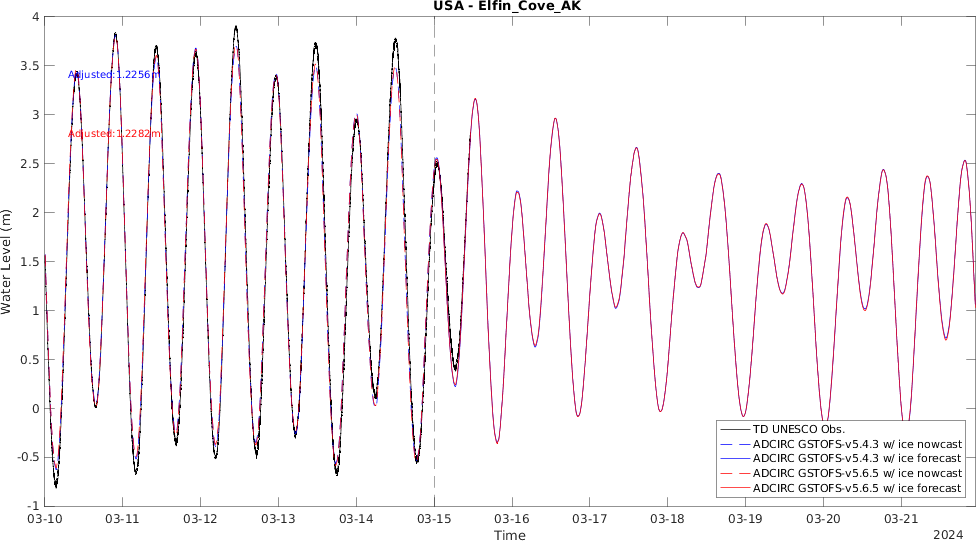 USA - Elfin_Cove_AK
4
3.5
3
2.5
2
1.5
1
0.5
0
-0.5
-1
Water Level (m)
Adjusted:1.2256m
Adjusted:1.2282m
TD UNESCO Obs.
ADCIRC GSTOFS-v5.4.3 w/ ice nowcast
ADCIRC GSTOFS-v5.4.3 w/ ice forecast
ADCIRC GSTOFS-v5.6.5 w/ ice nowcast
ADCIRC GSTOFS-v5.6.5 w/ ice forecast
03-10 03-11 03-12 03-13 03-14 03-15 03-16 03-17 03-18 03-19 03-20 03-21
Time
2024